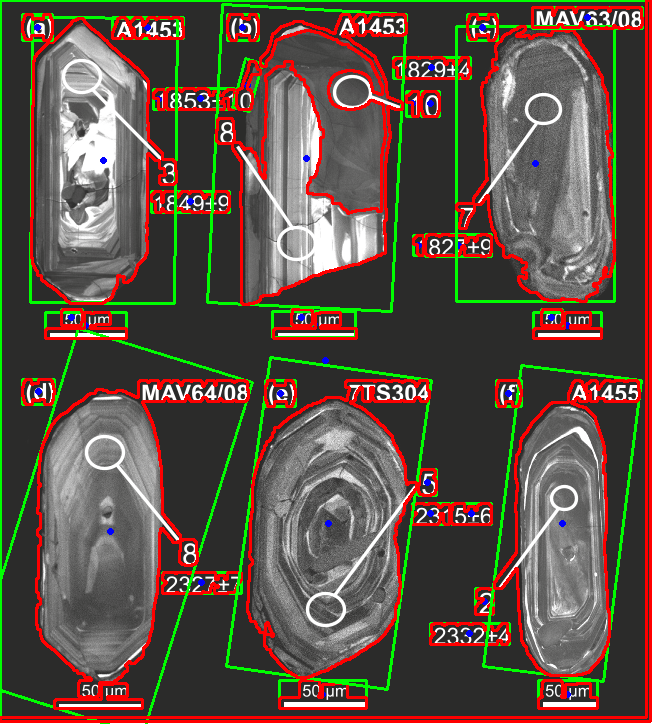 (a) A1453
3
1849±9
50 µm
(b) A1453
1853±10
8
1829±4
10
50 µm
(c) MAV63/08
7
1827±9
50 µm
(d) MAV64/08
8
2327±7
50 µm
(e) 7TS304
5
2315±6
50 µm
(f) A1455
2
2332±4
50 µm